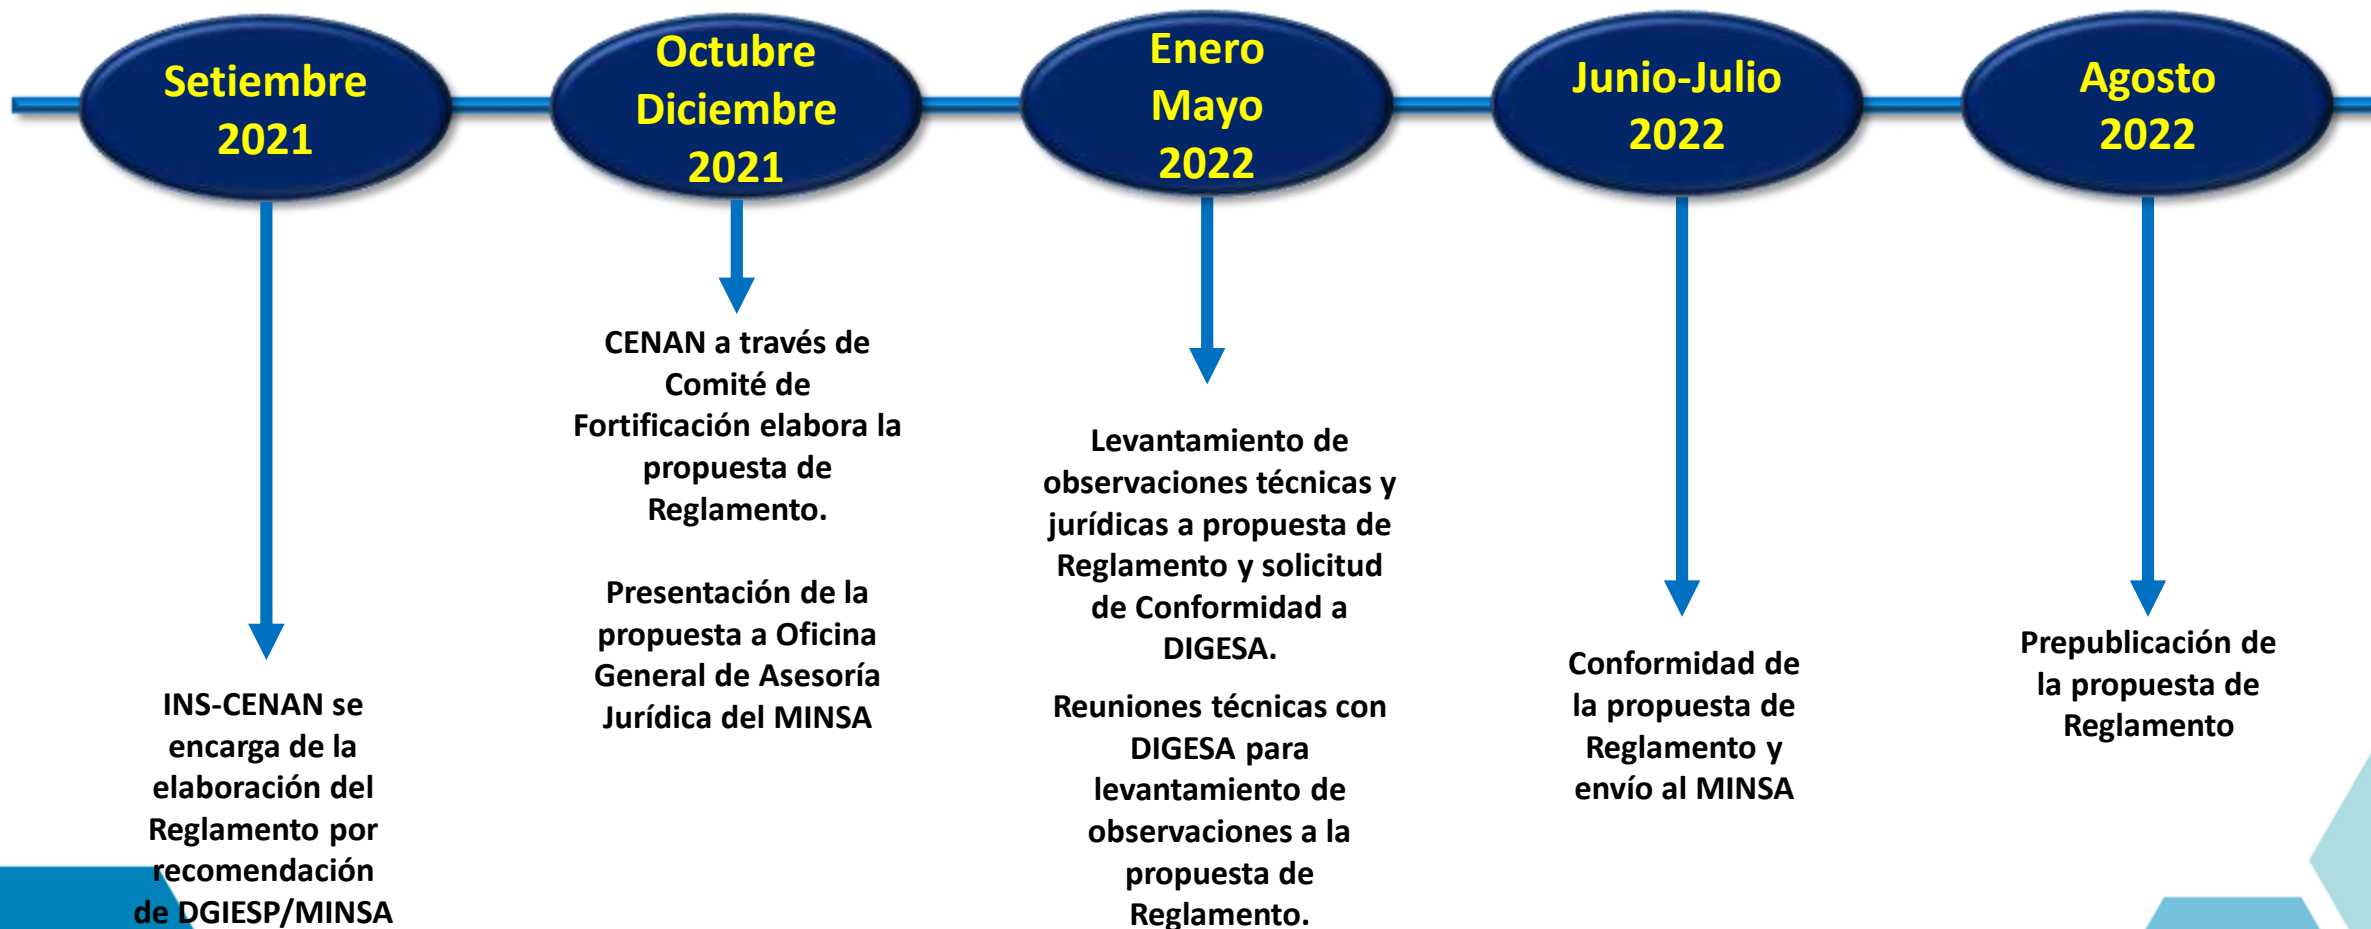 Setiembre
2021
Octubre
Diciembre
2021
Enero
Mayo
2022
Junio-Julio
2022
Agosto
2022
INS-CENAN se
encarga de la
elaboración del
Reglamento por
recomendación
de DGIESP/MINSA
CENAN a través de
Comité de
Fortificación elabora la
propuesta de
Reglamento.
Presentación de la
propuesta a Oficina
General de Asesoría
Jurídica del MINSA
Levantamiento de
observaciones técnicas y
jurídicas a propuesta de
Reglamento y solicitud
de Conformidad a
DIGESA.
Reuniones técnicas con
DIGESA para
levantamiento de
observaciones a la
propuesta de
Reglamento.
Conformidad de
la propuesta de
Reglamento y
envío al MINSA
Prepublicación de
la propuesta de
Reglamento